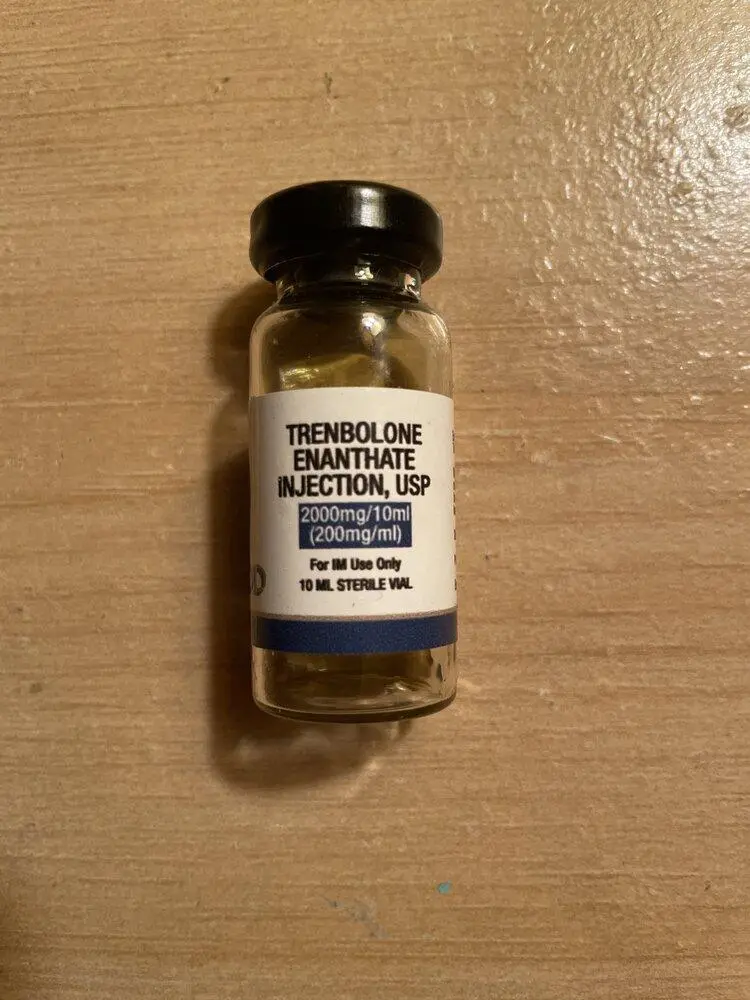 TRENBOLONE
ENANTHATE
INJECTION, USP
2000mg/10ml
(200mg/ml)
For IM Use Only
10 ML STERILE VIAL